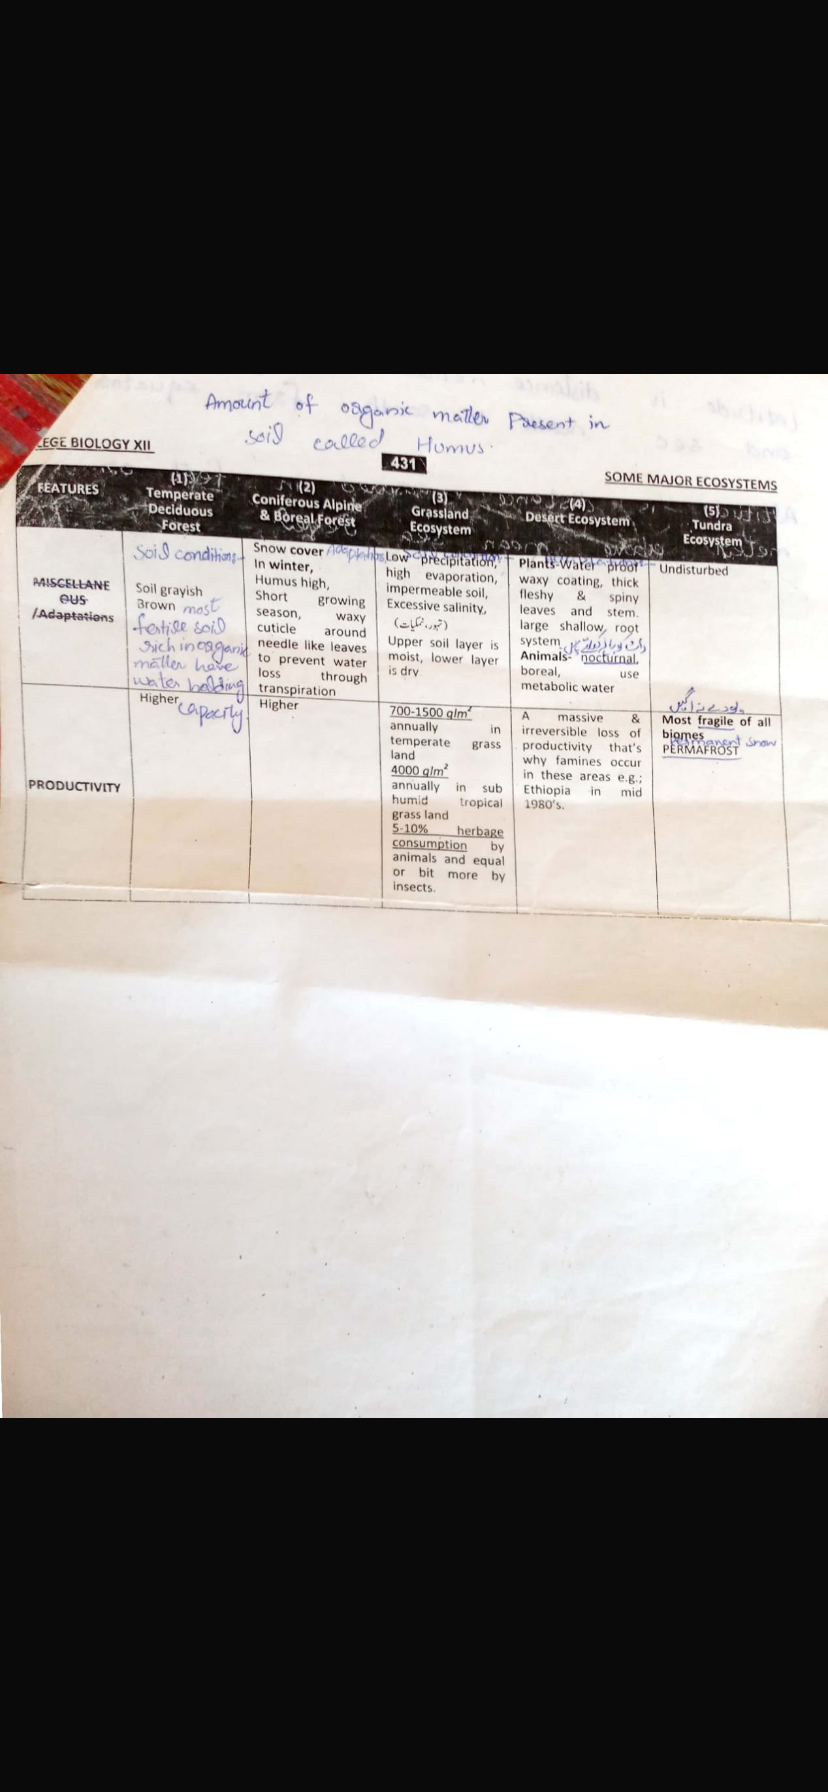 Amount of organic matter Present in
soil called Humus.
LEGE BIOLOGY XII
431
SOME MAJOR ECOSYSTEMS
FEATURES
(1)
Temperate
Deciduous
Forest
(2)
Coniferous Alpine
& Boreal Forest
(3)
Grassland
Ecosystem
(4)
Desert Ecosystem
(5)
Tundra
Ecosystem
MISCELLANE
OUS
/Adaptations
Soil conditions
Soil grayish
Brown most
fertile soil
rich in organic
matter have
water holding
capacity
Snow cover Adaptation
In winter,
Humus high,
Short growing
season, waxy
cuticle around
needle like leaves
to prevent water
loss through
transpiration
Low precipitation,
high evaporation,
impermeable soil,
Excessive salinity,
Upper soil layer is
moist, lower layer
is dry
Plants-Water proof
waxy coating, thick
fleshy & spiny
leaves and stem.
large shallow, root
system
Animals- nocturnal,
boreal, use
metabolic water
Undisturbed
PRODUCTIVITY
Higher
Higher
700-1500 g/m²
annually in
temperate grass
land
4000 g/m²
annually in sub
humid tropical
grass land
5-10% herbage
consumption by
animals and equal
or bit more by
insects.
A massive &
irreversible loss of
productivity that's
why famines occur
in these areas e.g.;
Ethiopia in mid
1980's.
Most fragile of all
biomes
permanent snow
PERMAFROST